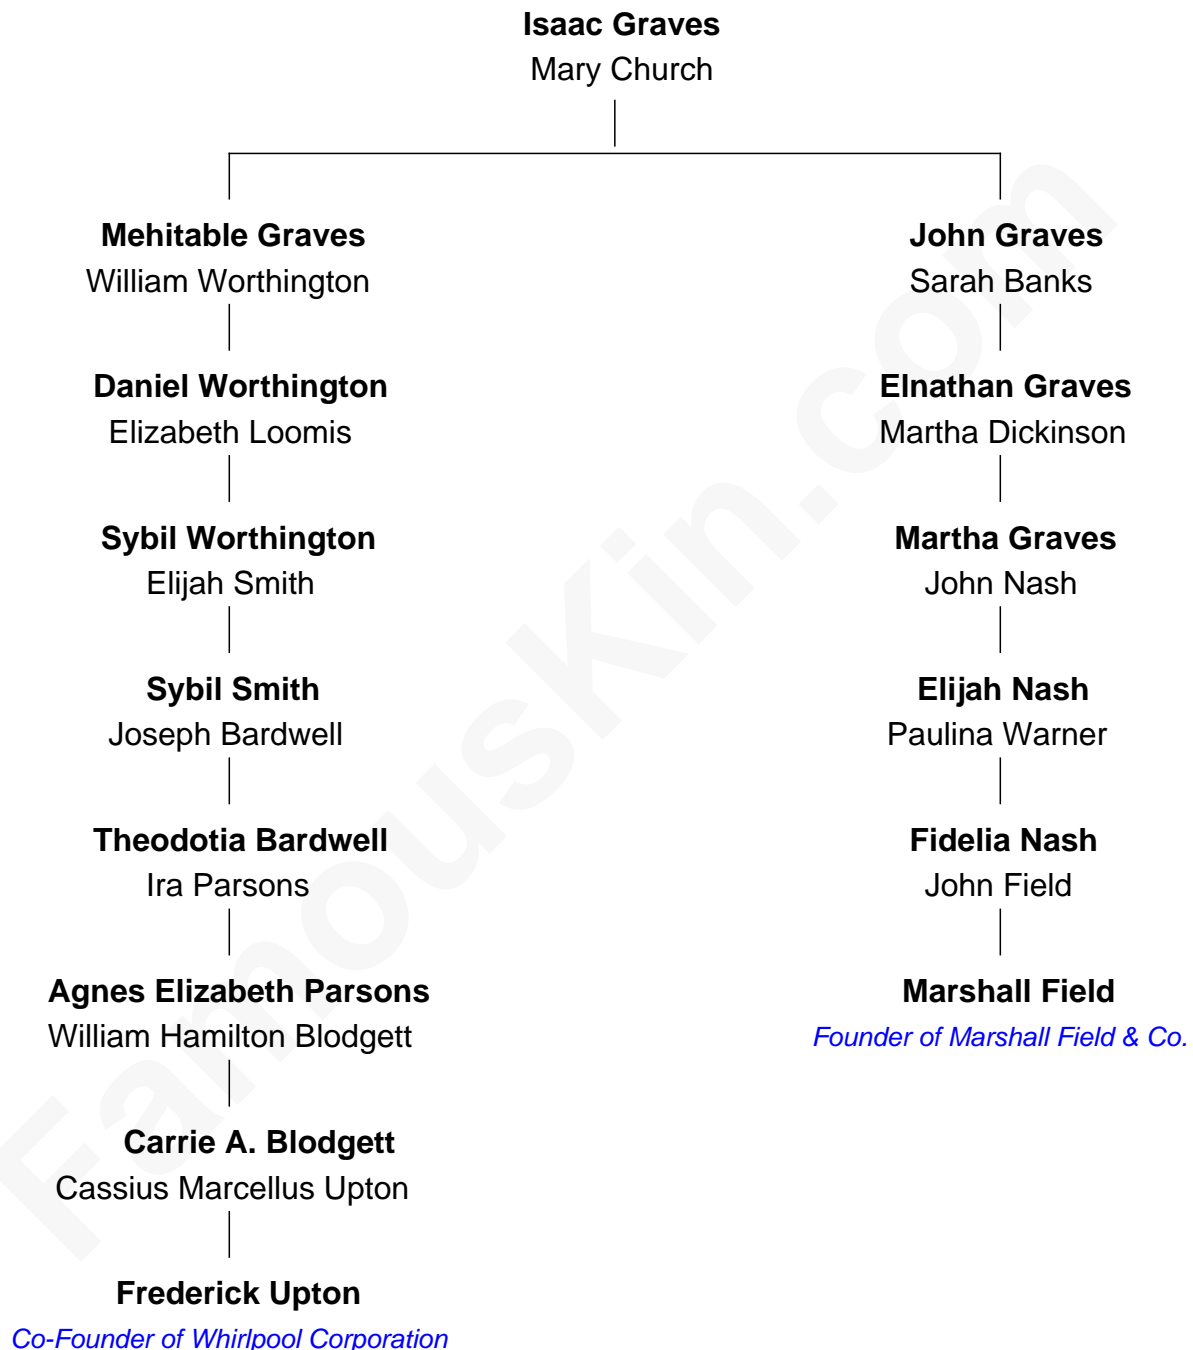 Isaac Graves
Mary Church
Mehitable Graves
William Worthington
John Graves
Sarah Banks
Daniel Worthington
Elizabeth Loomis
Elnathan Graves
Martha Dickinson
Sybil Worthington
Elijah Smith
Martha Graves
John Nash
Sybil Smith
Joseph Bardwell
Elijah Nash
Paulina Warner
Theodotia Bardwell
Ira Parsons
Fidelia Nash
John Field
Agnes Elizabeth Parsons
William Hamilton Blodgett
Marshall Field
Founder of Marshall Field & Co.
Carrie A. Blodgett
Cassius Marcellus Upton
Frederick Upton
Co-Founder of Whirlpool Corporation
FamousKin.com